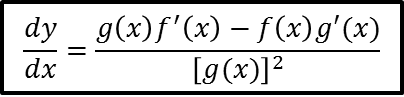 dy/dx = (g(x)f′(x) − f(x)g′(x))/[g(x)]²